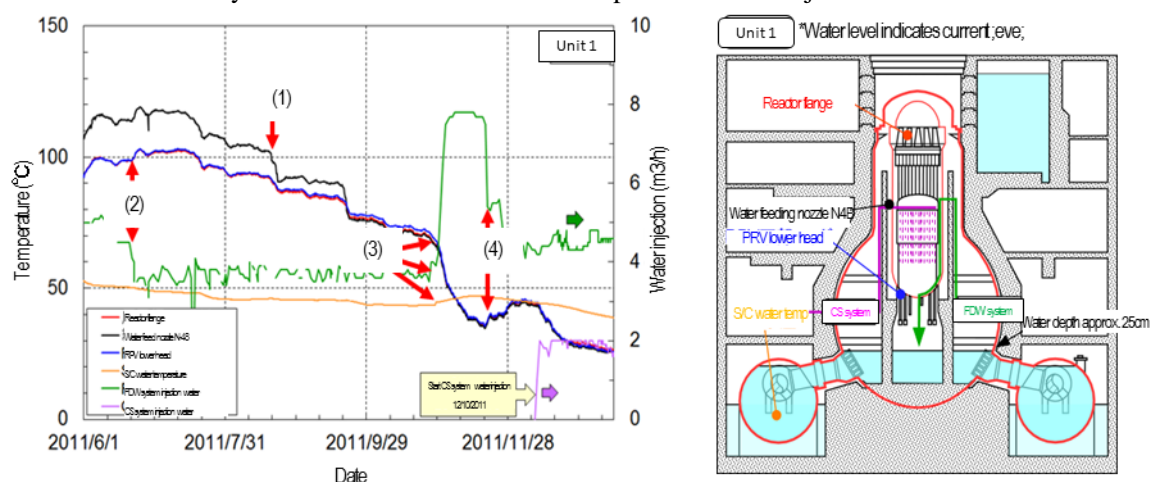 150
100
50
0
Temperature (℃)
10
8
6
4
2
0
Water injection (m3/h)
Unit 1
(1)
(2)
(3)
(4)
Reactor flange
Water feed nozzle N-4B
RPV lower head
S/C water temperature
FDW system injection water
CS system injection water
Start CS system water injection
12/10/2011
2011/6/1
2011/7/31
2011/9/29
2011/11/28
Date
Unit 1
*Water level indicates current ;eve;
Reactor flange
Water feeding nozzle N4B
PRV lower head
S/C water temp
CS system
FDW system
Water depth approx. 25cm